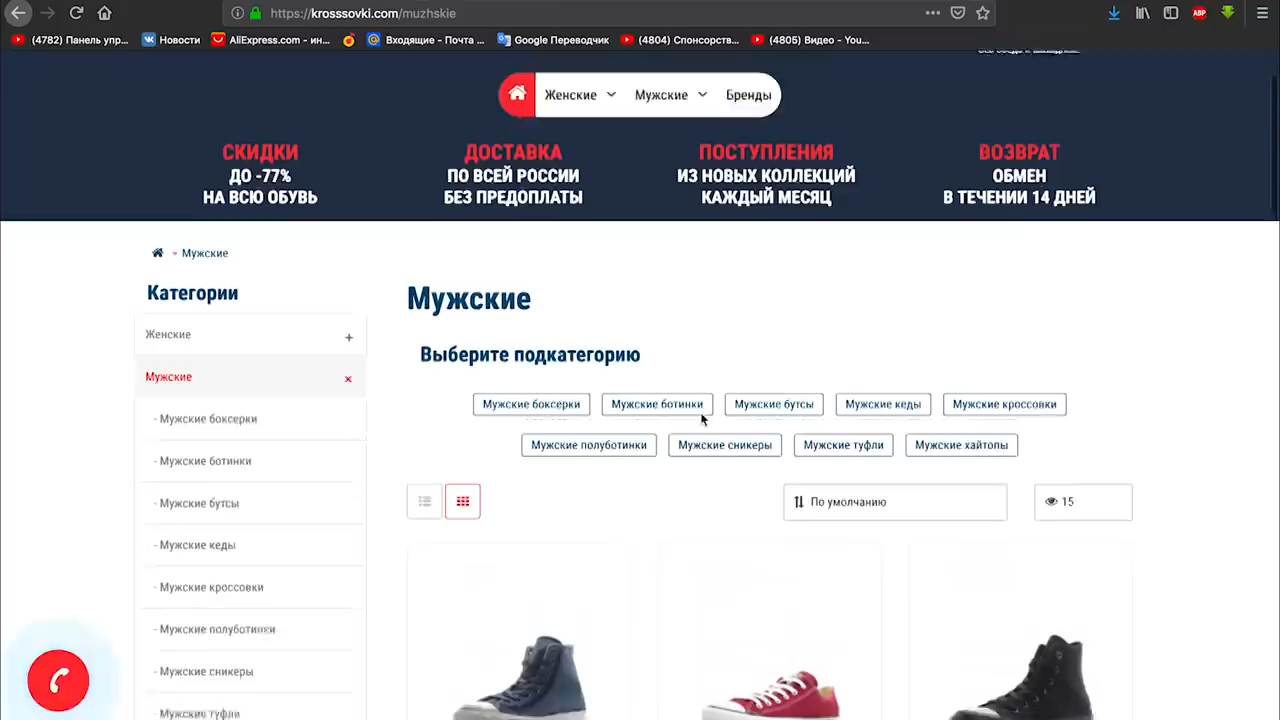 https://krosssovki.com/muzhskie
(4782) Панель упр...
Новости
AliExpress.com - ин...
Входящие - Почта ...
Google Переводчик
(4804) Спонсорств...
(4805) Видео - You...
ABP
Женские
Мужские
Бренды
СКИДКИ
ДО -77%
НА ВСЮ ОБУВЬ
ДОСТАВКА
ПО ВСЕЙ РОССИИ
БЕЗ ПРЕДОПЛАТЫ
ПОСТУПЛЕНИЯ
ИЗ НОВЫХ КОЛЛЕКЦИЙ
КАЖДЫЙ МЕСЯЦ
ВОЗВРАТ
ОБМЕН
В ТЕЧЕНИИ 14 ДНЕЙ
Мужские
Категории
Женские
Мужские
- Мужские боксерки
- Мужские ботинки
- Мужские бутсы
- Мужские кеды
- Мужские кроссовки
- Мужские полуботинки
- Мужские сникеры
- Мужские туфли
Мужские
Выберите подкатегорию
Мужские боксерки
Мужские ботинки
Мужские бутсы
Мужские кеды
Мужские кроссовки
Мужские полуботинки
Мужские сникеры
Мужские туфли
Мужские хайтопы
По умолчанию
15